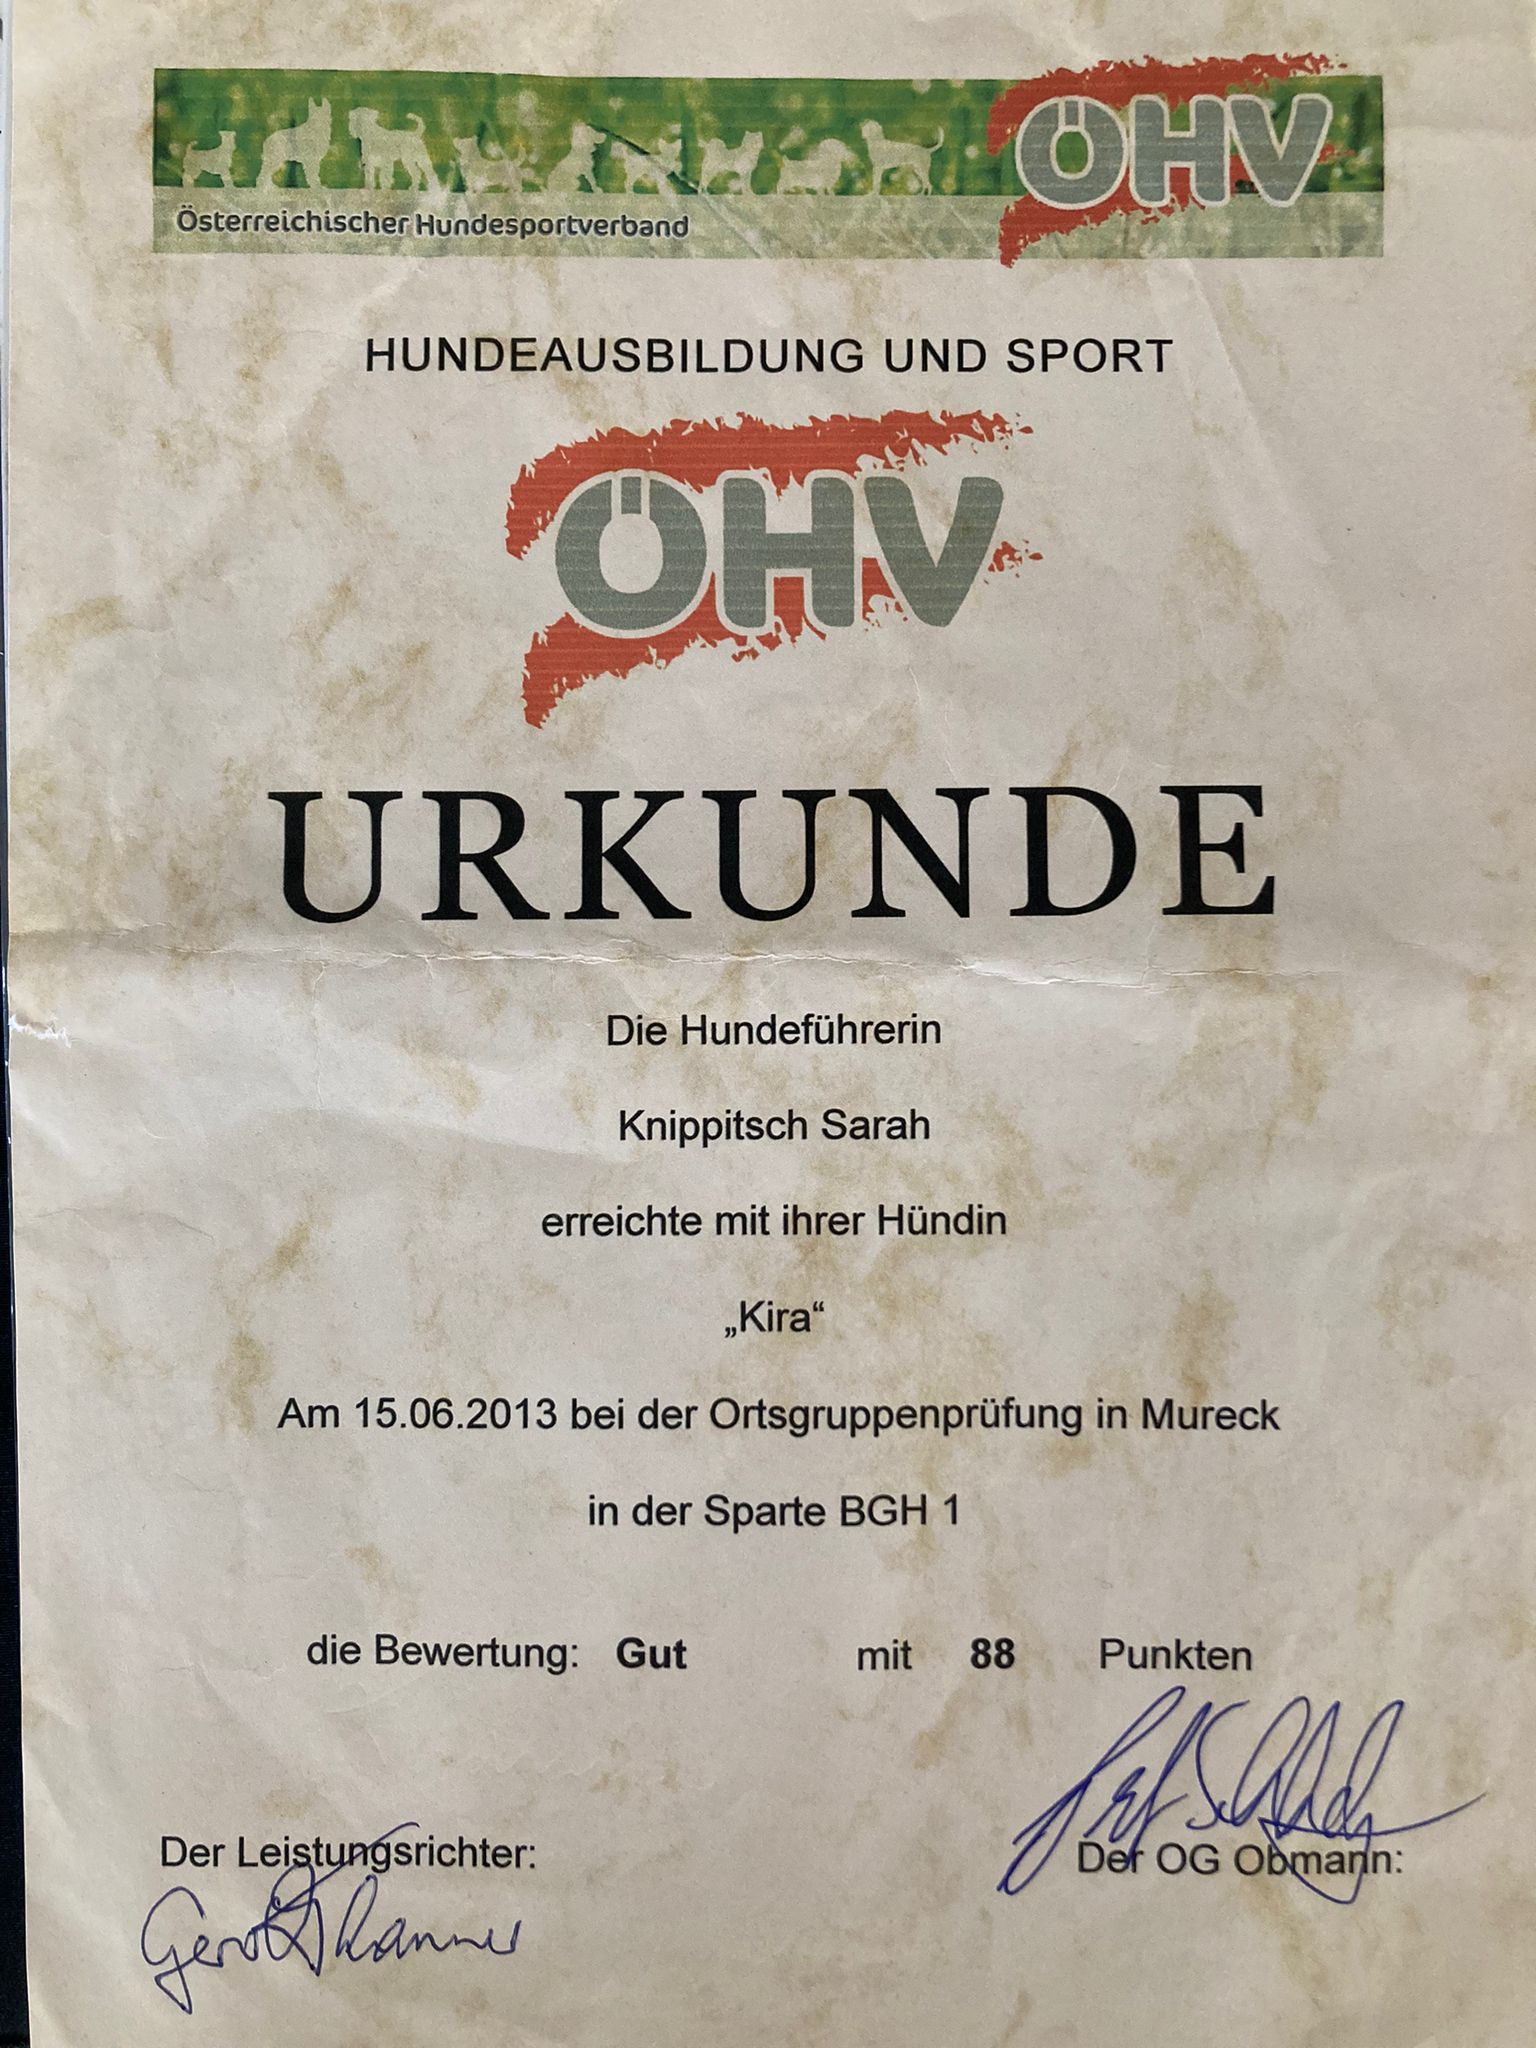 ÖHV
Österreichischer Hundesportverband
HUNDEAUSBILDUNG UND SPORT
ÖHV
URKUNDE
Die Hundeführerin
Knippitsch Sarah
erreichte mit ihrer Hündin
„Kira“
Am 15.06.2013 bei der Ortsgruppenprüfung in Mureck
in der Sparte BGH 1
die Bewertung: Gut mit 88 Punkten
Der Leistungsrichter:
Der OG Obmann: